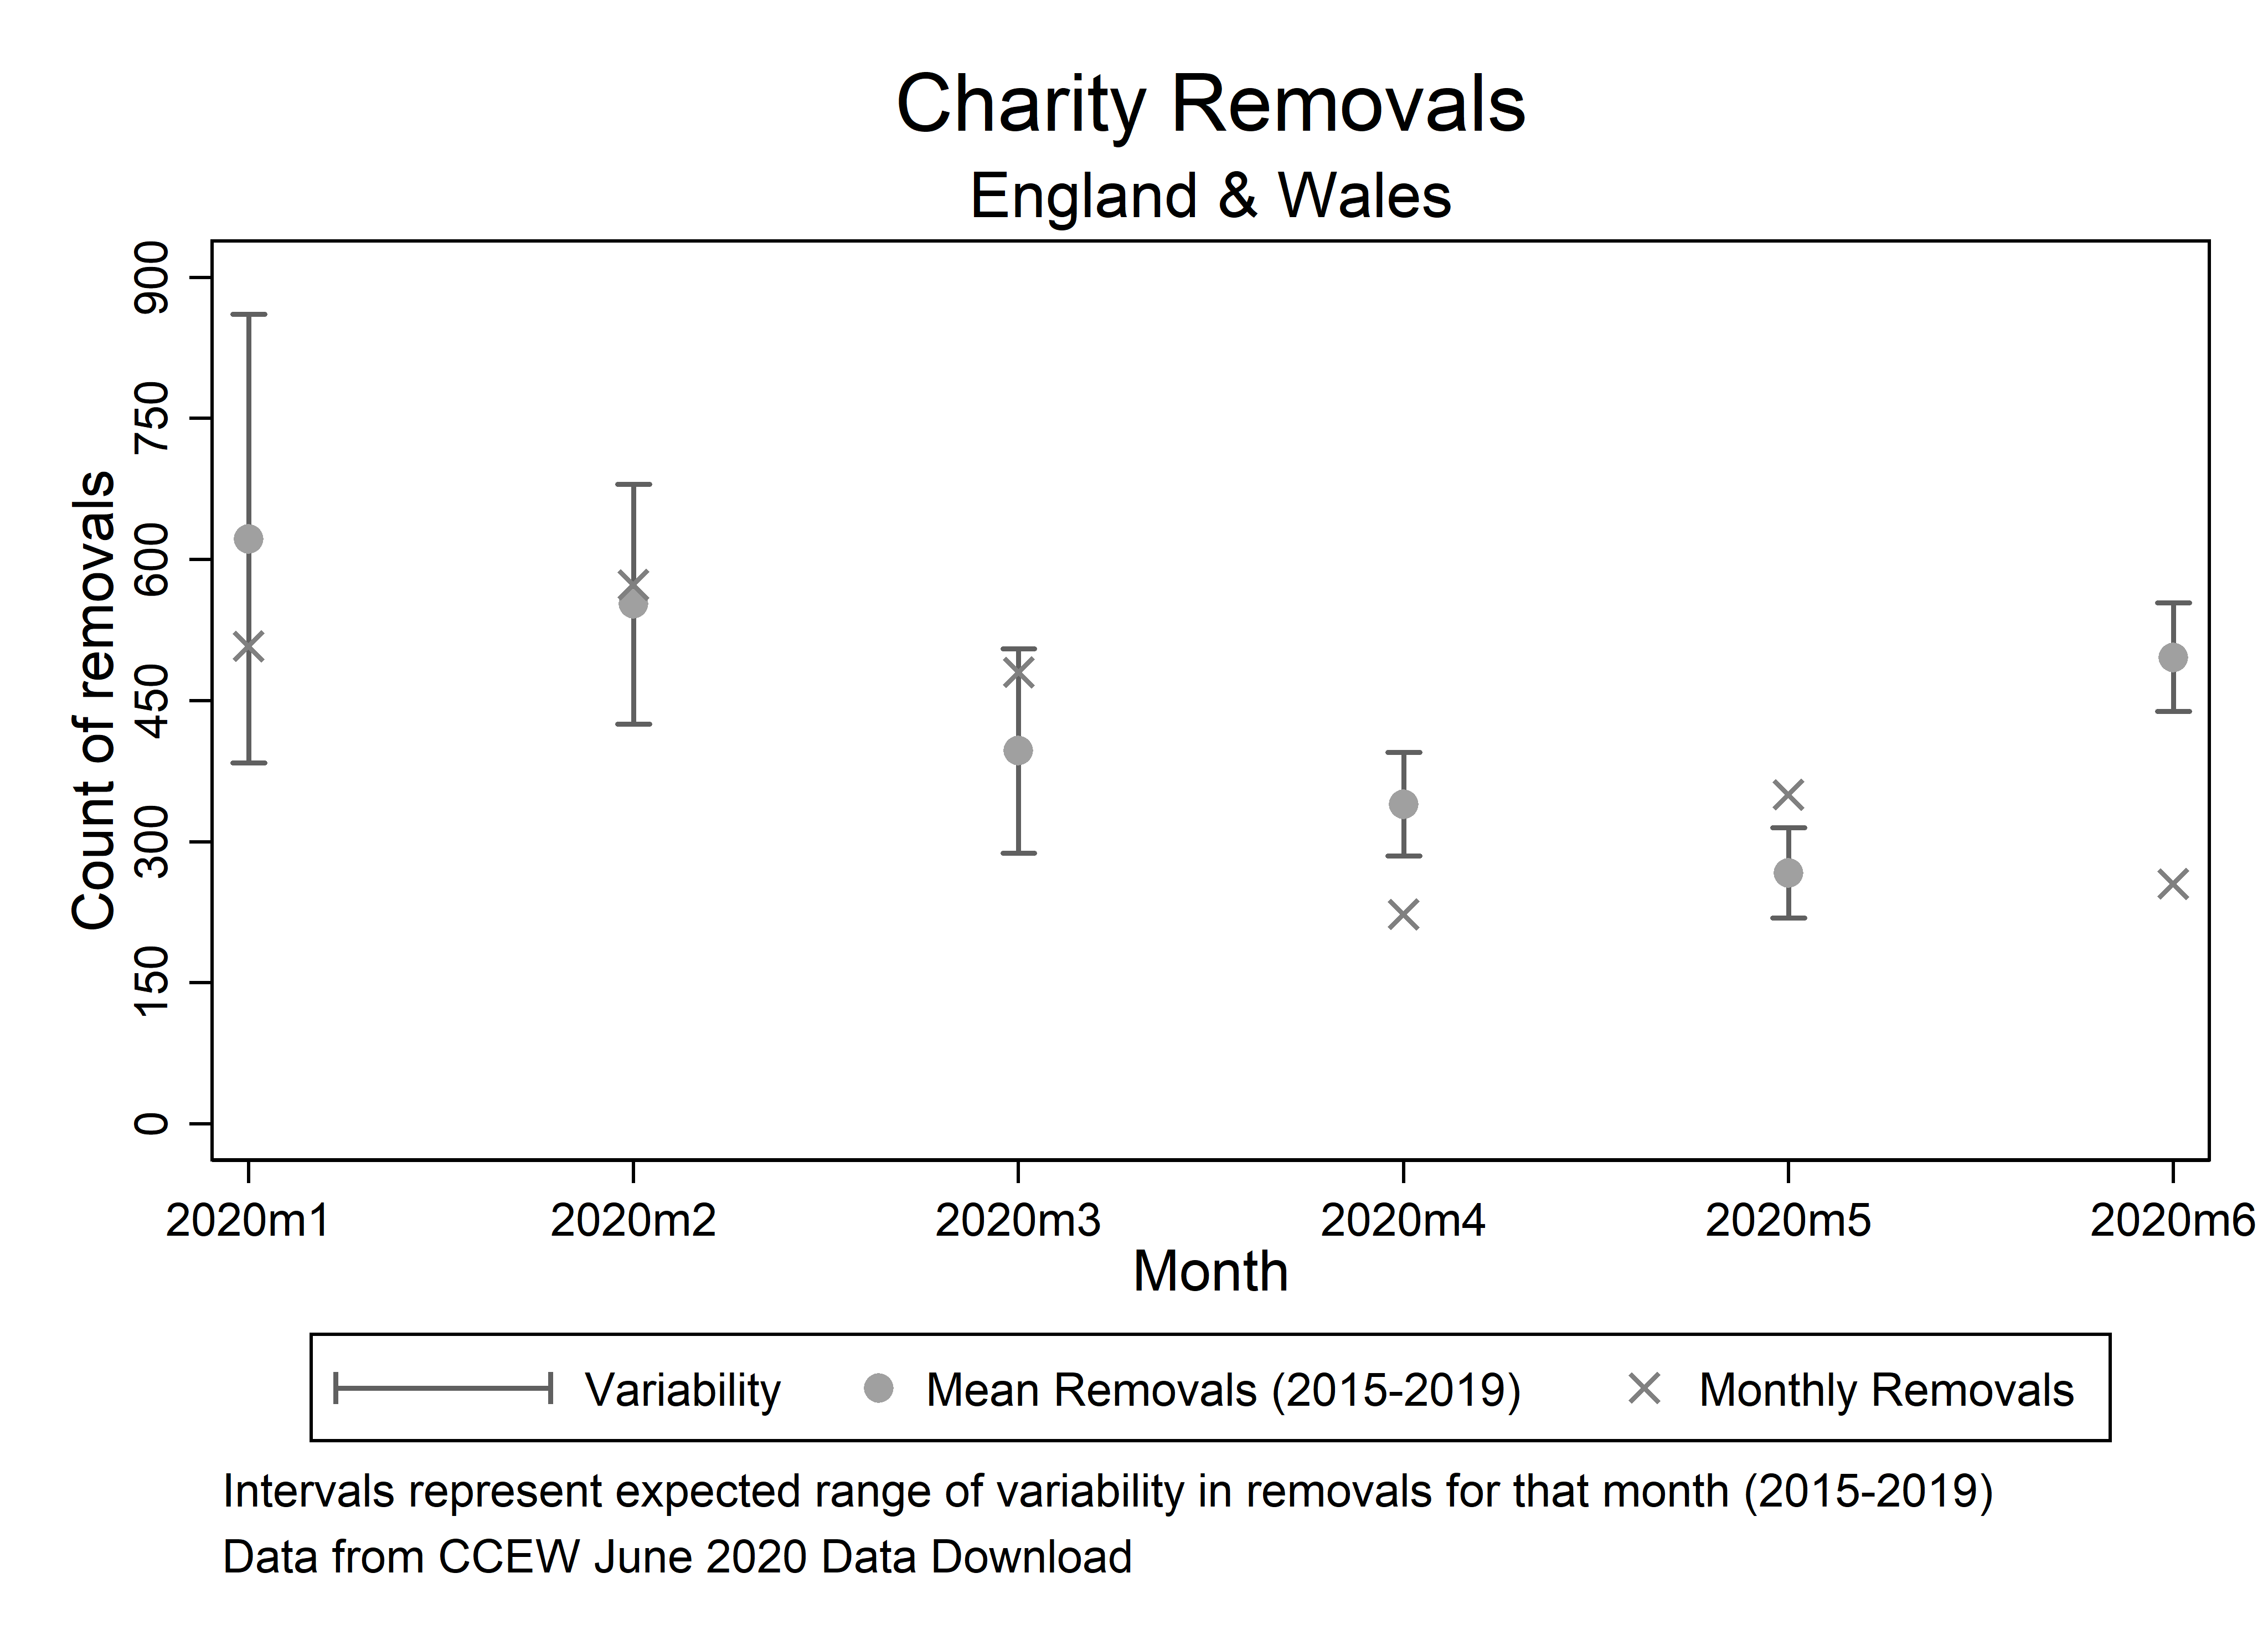 Charity Removals
England & Wales
Count of removals
900
750
600
450
300
150
0
2020m1 2020m2 2020m3 2020m4 2020m5 2020m6
Month
Variability Mean Removals (2015-2019) Monthly Removals
Intervals represent expected range of variability in removals for that month (2015-2019)
Data from CCEW June 2020 Data Download